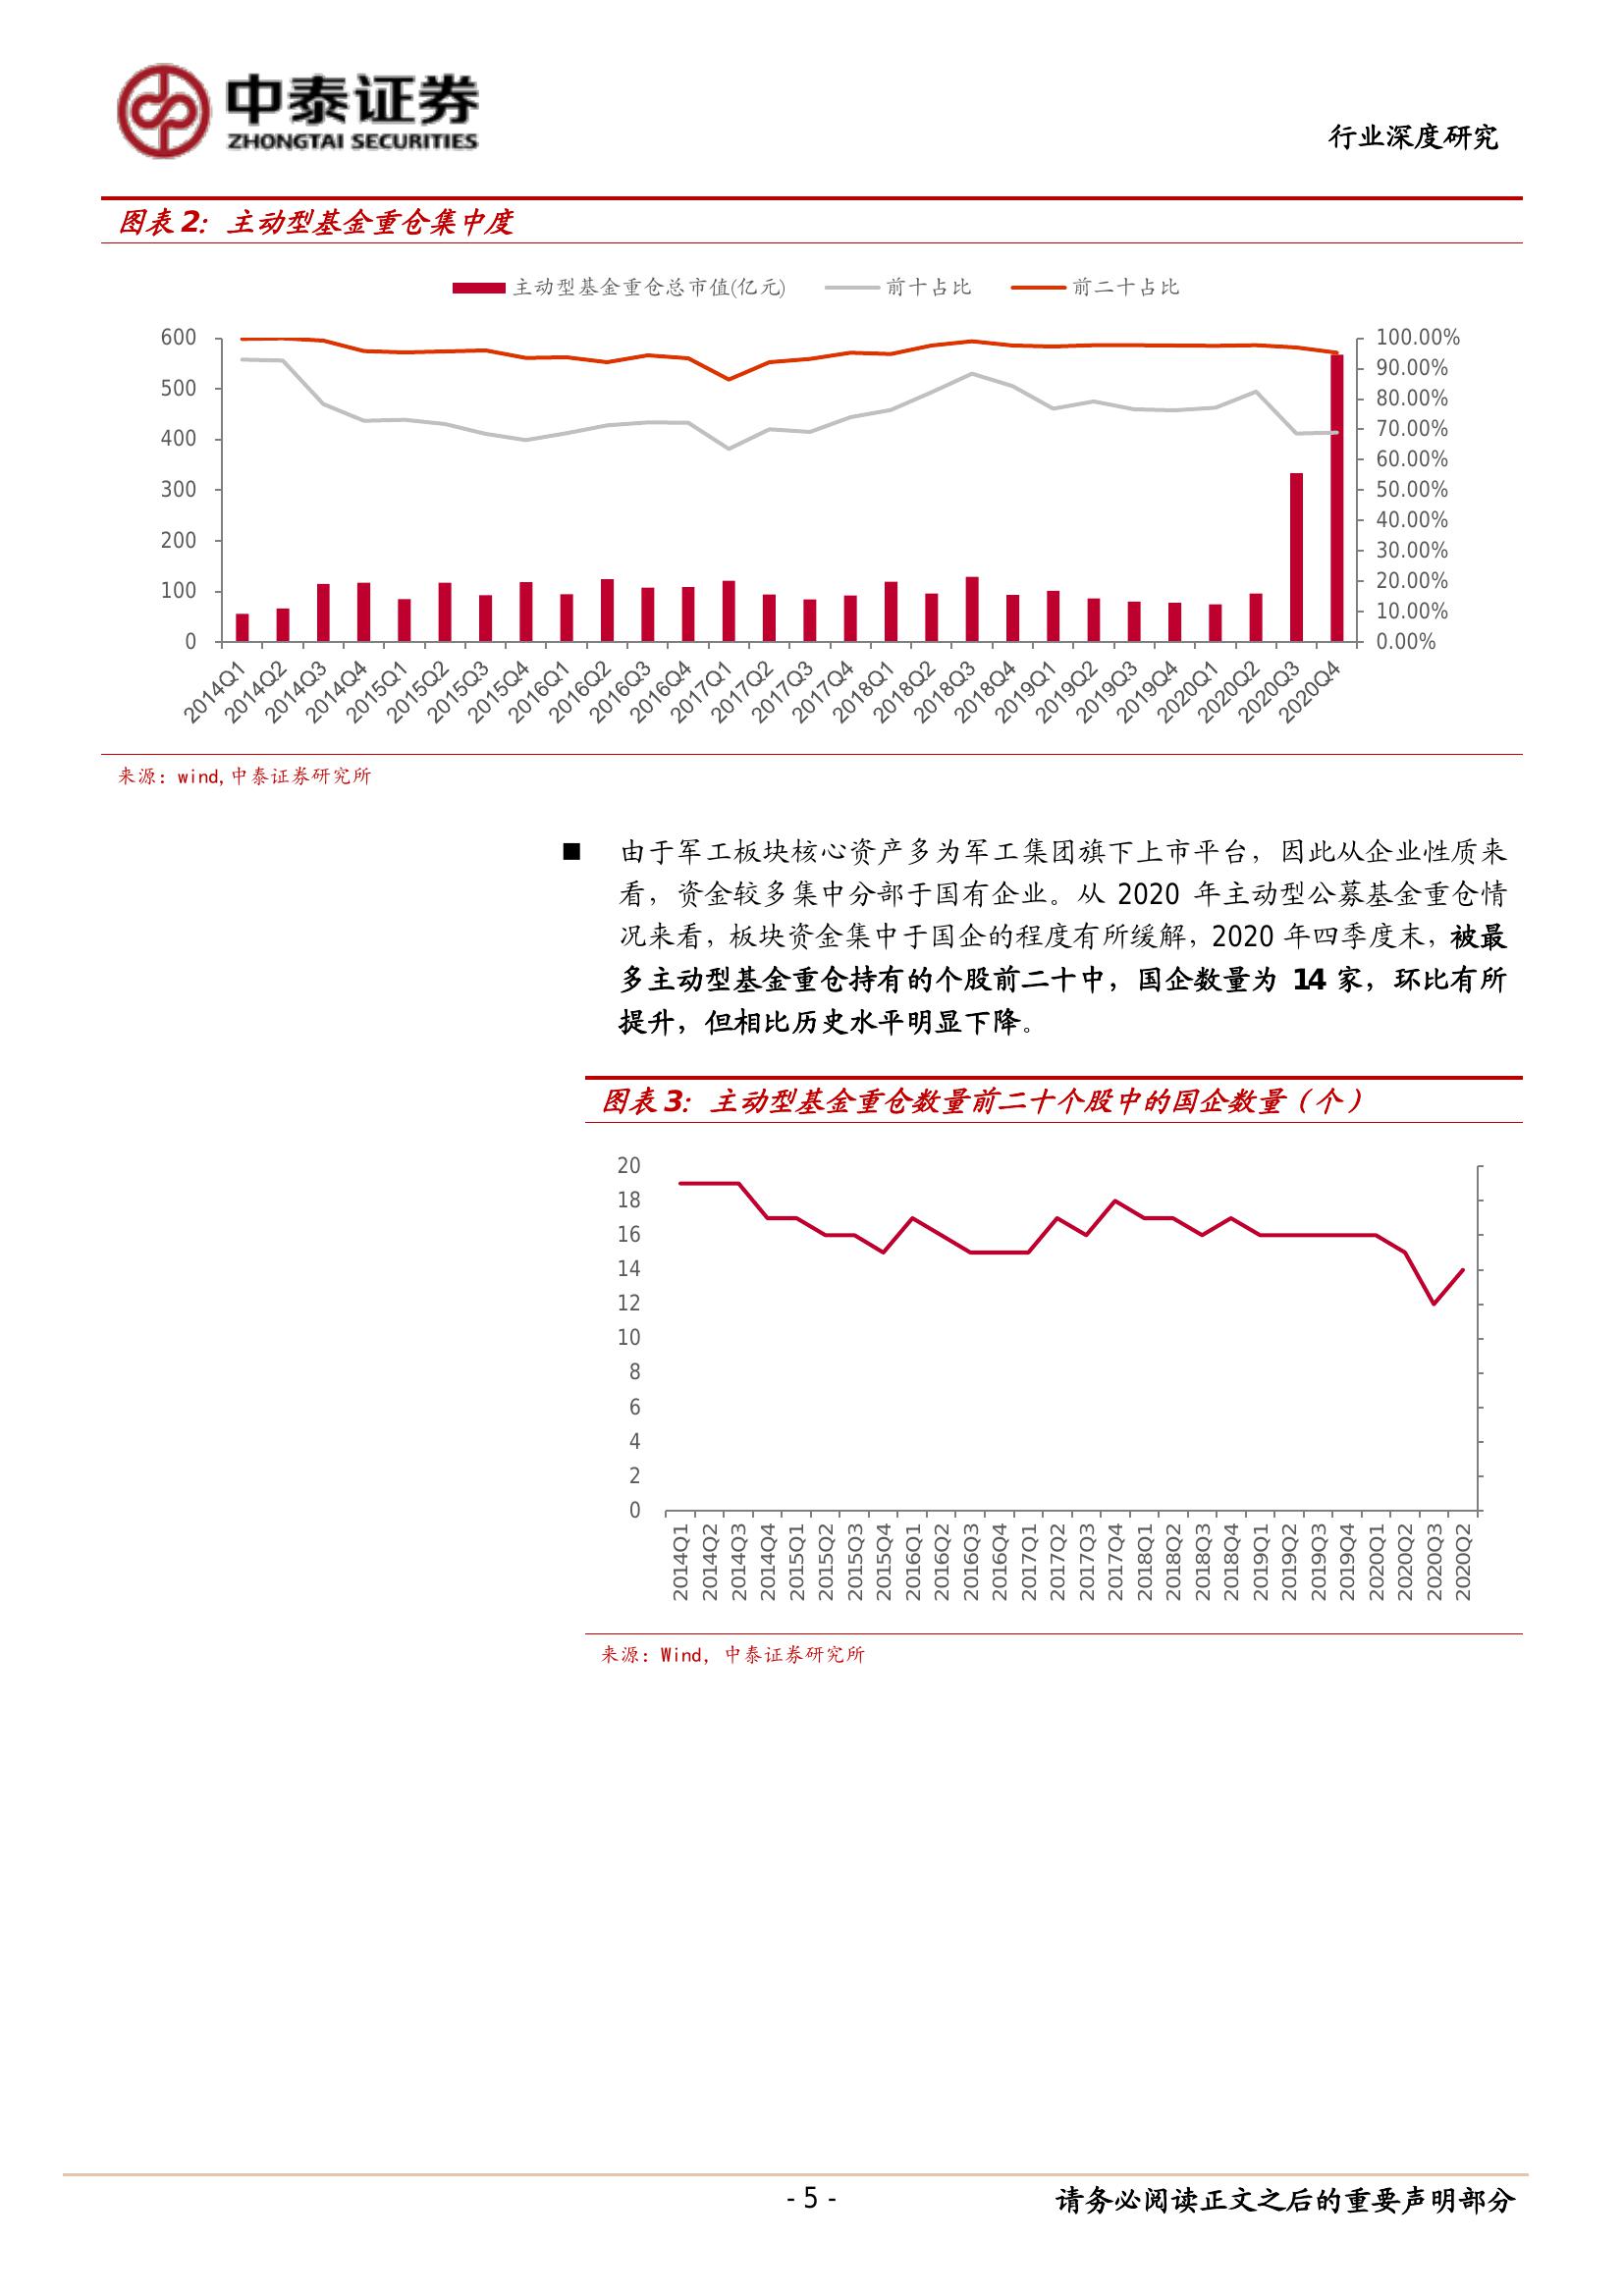 中泰证券
ZHONGTAI SECURITIES
行业深度研究
图表 2：主动型基金重仓集中度
主动型基金重仓总市值(亿元) 前十占比 前二十占比
600
500
400
300
200
100
0
100.00%
90.00%
80.00%
70.00%
60.00%
50.00%
40.00%
30.00%
20.00%
10.00%
0.00%
2014Q1 2014Q2 2014Q3 2014Q4 2015Q1 2015Q2 2015Q3 2015Q4 2016Q1 2016Q2 2016Q3 2016Q4 2017Q1 2017Q2 2017Q3 2017Q4 2018Q1 2018Q2 2018Q3 2018Q4 2019Q1 2019Q2 2019Q3 2019Q4 2020Q1 2020Q2 2020Q3 2020Q4
来源：wind,中泰证券研究所
■ 由于军工板块核心资产多为军工集团旗下上市平台，因此从企业性质来
看，资金较多集中分部于国有企业。从 2020 年主动型公募基金重仓情
况来看，板块资金集中于国企的程度有所缓解，2020 年四季度末，被最
多主动型基金重仓持有的个股前二十中，国企数量为 14 家，环比有所
提升，但相比历史水平明显下降。
图表 3：主动型基金重仓数量前二十个股中的国企数量（个）
20
18
16
14
12
10
8
6
4
2
0
2014Q1 2014Q2 2014Q3 2014Q4 2015Q1 2015Q2 2015Q3 2015Q4 2016Q1 2016Q2 2016Q3 2016Q4 2017Q1 2017Q2 2017Q3 2017Q4 2018Q1 2018Q2 2018Q3 2018Q4 2019Q1 2019Q2 2019Q3 2019Q4 2020Q1 2020Q2 2020Q3 2020Q2
来源：Wind，中泰证券研究所
- 5 -
请务必阅读正文之后的重要声明部分